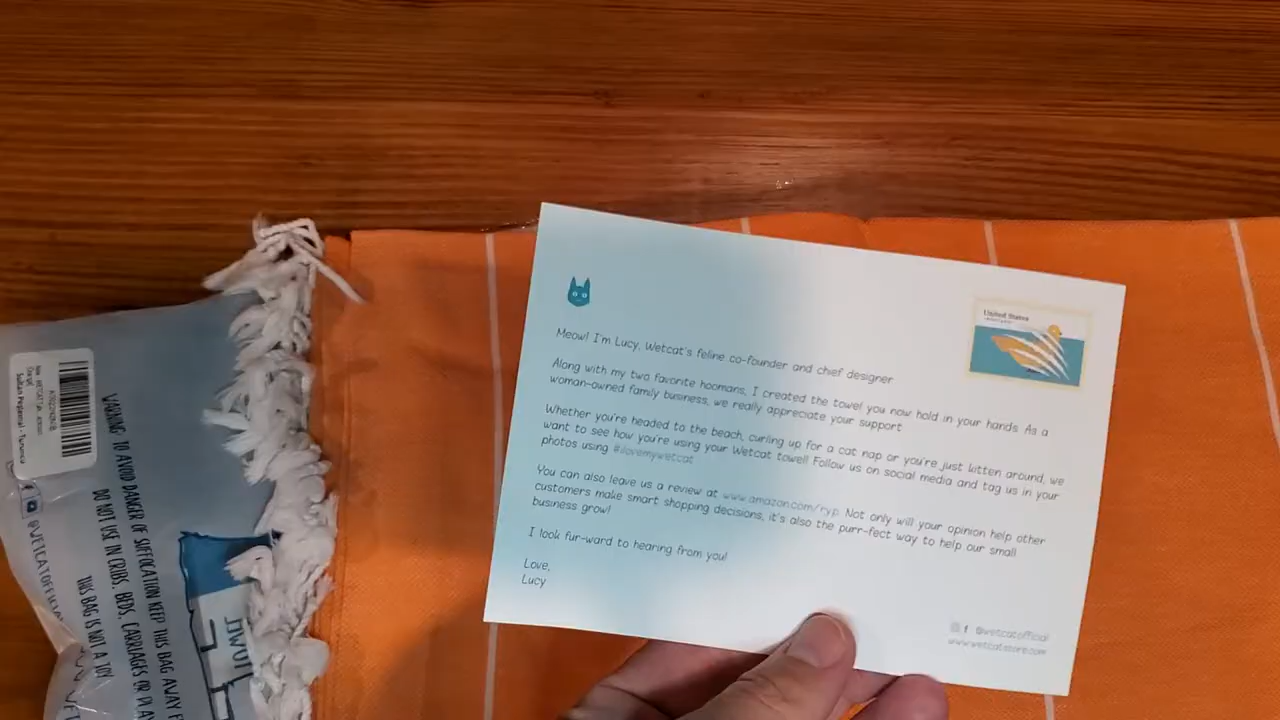 United States
Meow! I'm Lucy, Wetcat's feline co-founder and chief designer
Along with my two favorite hoomans, I created the towel you now hold in your hands. As a
woman-owned family business, we really appreciate your support
Whether you're headed to the beach, curling up for a cat nap or you're just kitten around, we
want to see how you're using your Wetcat towel! Follow us on social media and tag us in your
photos using #ilovemywetcat
You can also leave us a review at www.amazon.com/ryp Not only will your opinion help other
customers make smart shopping decisions, it's also the purr-fect way to help our small
business grow!
I look fur-ward to hearing from you!
Love,
Lucy
@wetcatofficial
www.wetcatstore.com
WARNING: TO AVOID DANGER OF SUFFOCATION KEEP THIS BAG AWAY F
DO NOT USE IN CRIBS, BEDS, CARRIAGES OR PLA
THIS BAG IS NOT A TOY
@WETCATOFFICIAL